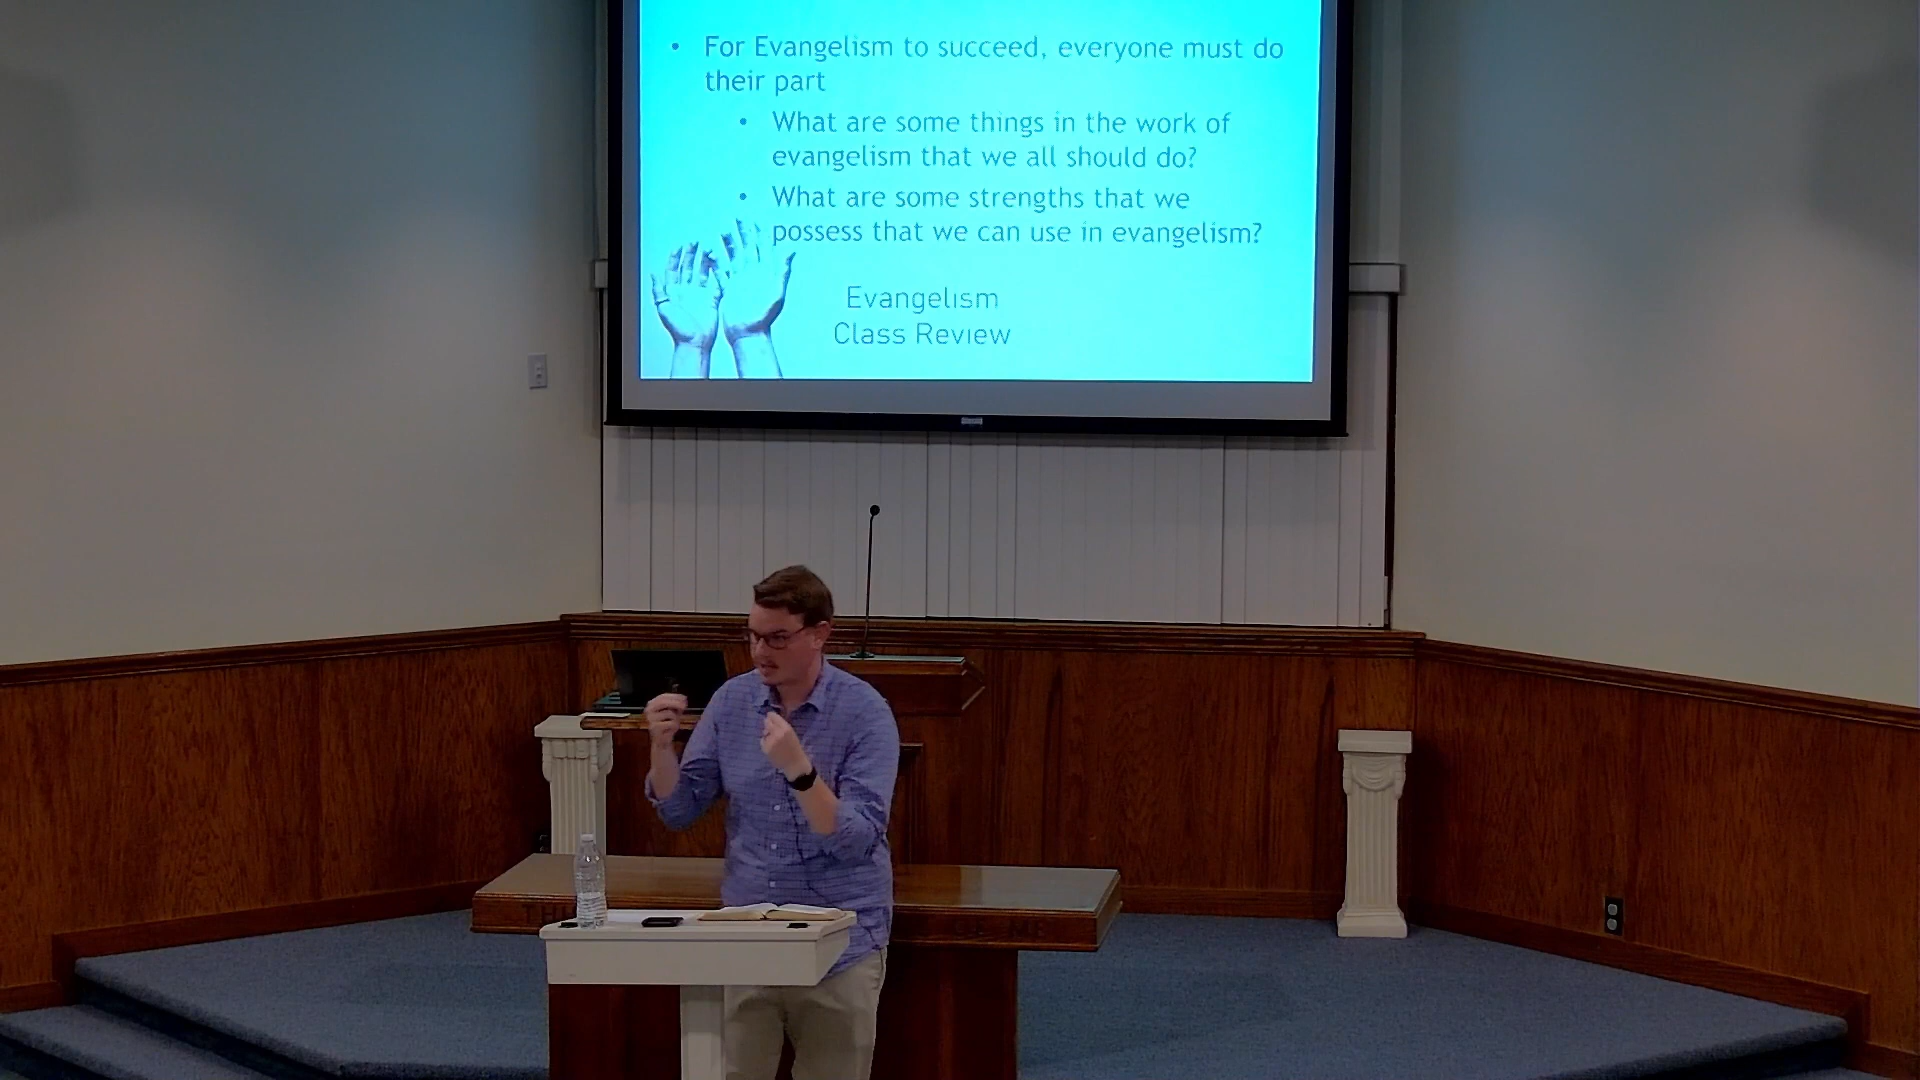 • For Evangelism to succeed, everyone must do
their part
• What are some things in the work of
evangelism that we all should do?
• What are some strengths that we
possess that we can use in evangelism?
Evangelism
Class Review